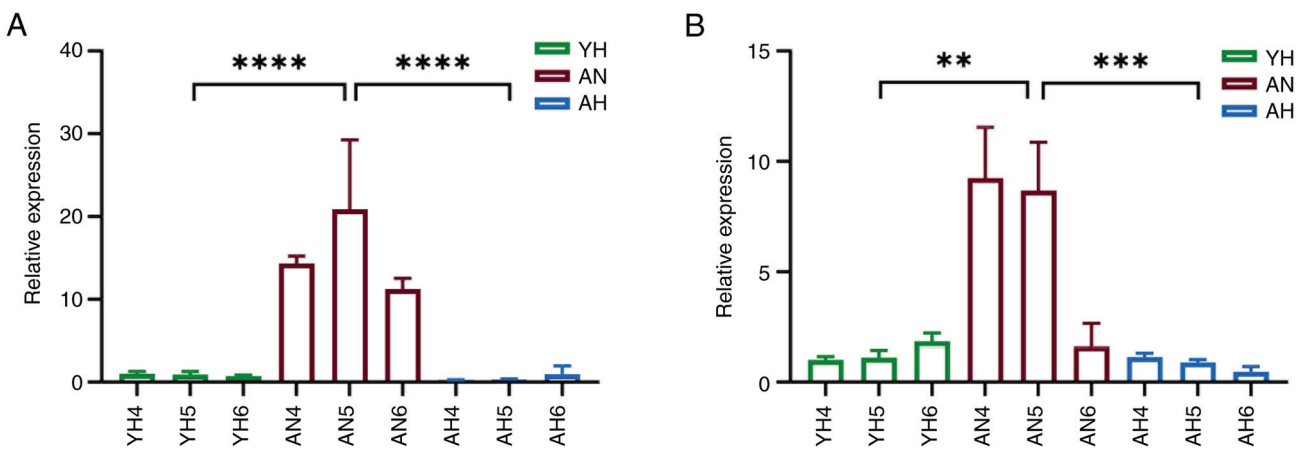 A
Relative expression
40
30
20
10
0
**** ****
YH
AN
AH
YH4 YH5 YH6 AN4 AN5 AN6 AH4 AH5 AH6
B
Relative expression
15
10
5
0
** ***
YH
AN
AH
YH4 YH5 YH6 AN4 AN5 AN6 AH4 AH5 AH6